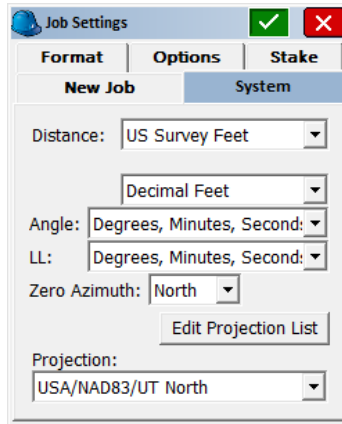 Job Settings
Format Options Stake
New Job System
Distance: US Survey Feet
Decimal Feet
Angle: Degrees, Minutes, Second:
LL: Degrees, Minutes, Second:
Zero Azimuth: North
Edit Projection List
Projection:
USA/NAD83/UT North